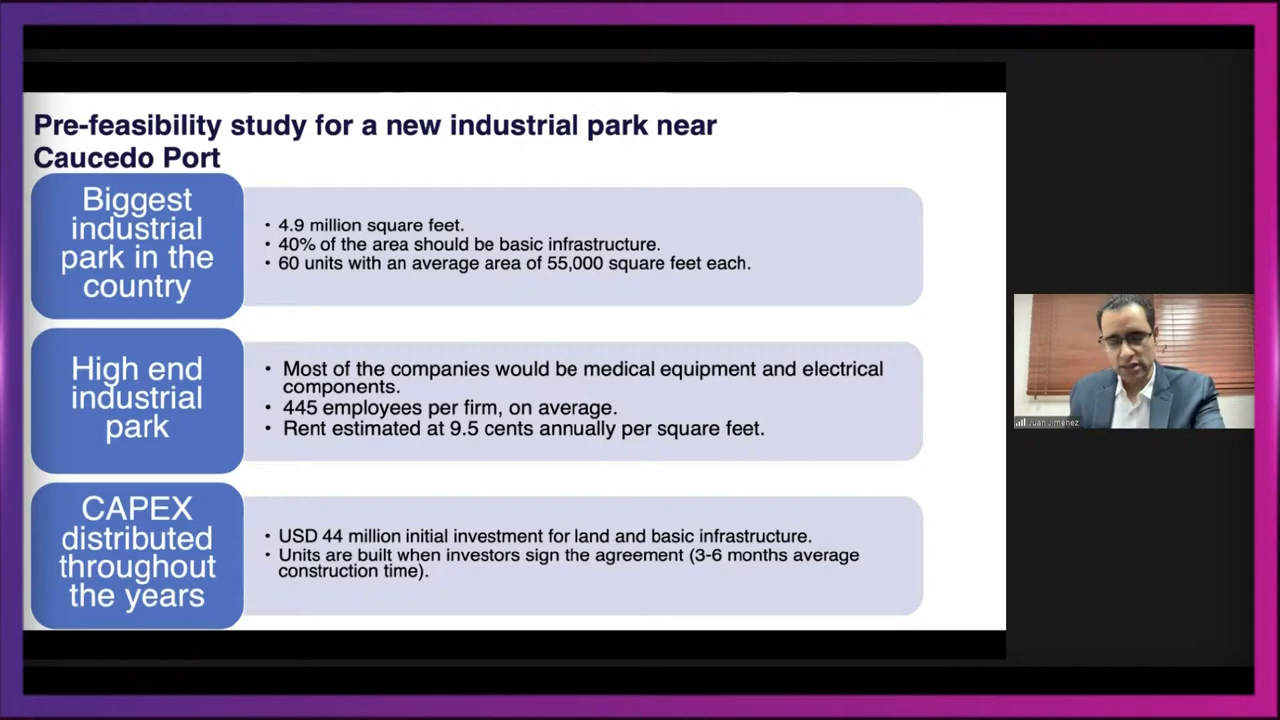 Pre-feasibility study for a new industrial park near
Caucedo Port
Biggest
industrial
park in the
country
• 4.9 million square feet.
• 40% of the area should be basic infrastructure.
• 60 units with an average area of 55,000 square feet each.
High end
industrial
park
• Most of the companies would be medical equipment and electrical
components.
• 445 employees per firm, on average.
• Rent estimated at 9.5 cents annually per square feet.
CAPEX
distributed
throughout
the years
• USD 44 million initial investment for land and basic infrastructure.
• Units are built when investors sign the agreement (3-6 months average
construction time).
Juan Jiménez